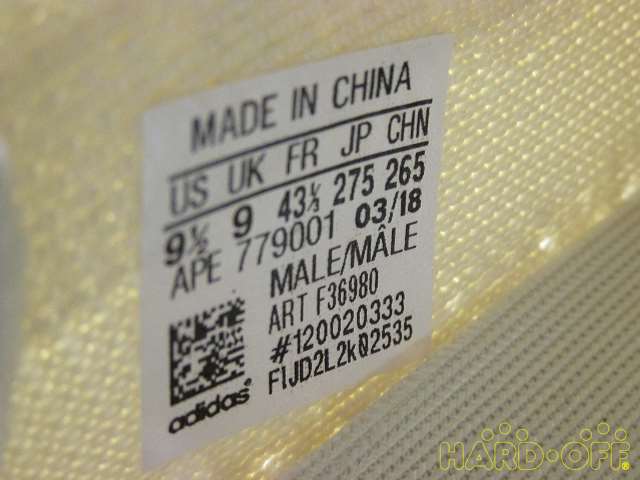 MADE IN CHINA
US UK FR JP CHN
9½ 9 43⅓ 275 265
APE 779001 03/18
MALE/MÂLE
ART F36980
#120020333
FIJD2L2k02535
adidas
HARD·OFF